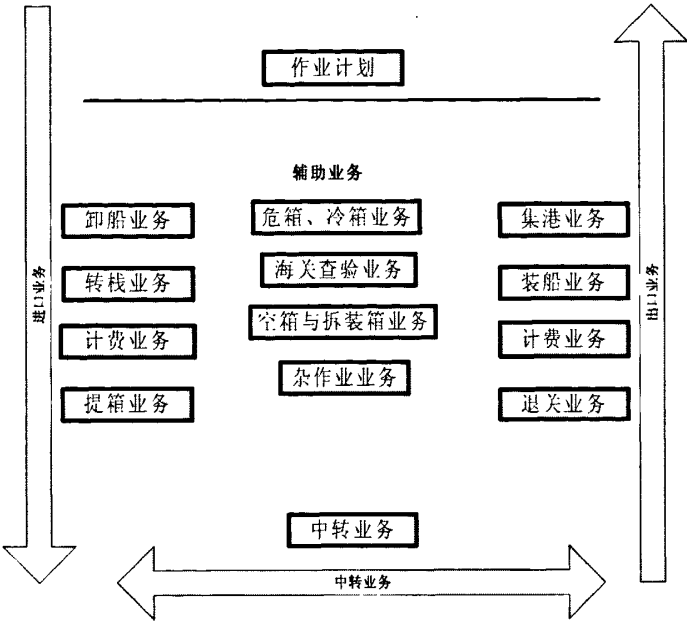 作业计划
辅助业务
卸船业务
危箱、冷箱业务
集港业务
转栈业务
海关查验业务
装船业务
计费业务
空箱与拆装箱业务
计费业务
提箱业务
杂作业业务
退关业务
进口业务
出口业务
中转业务
中转业务